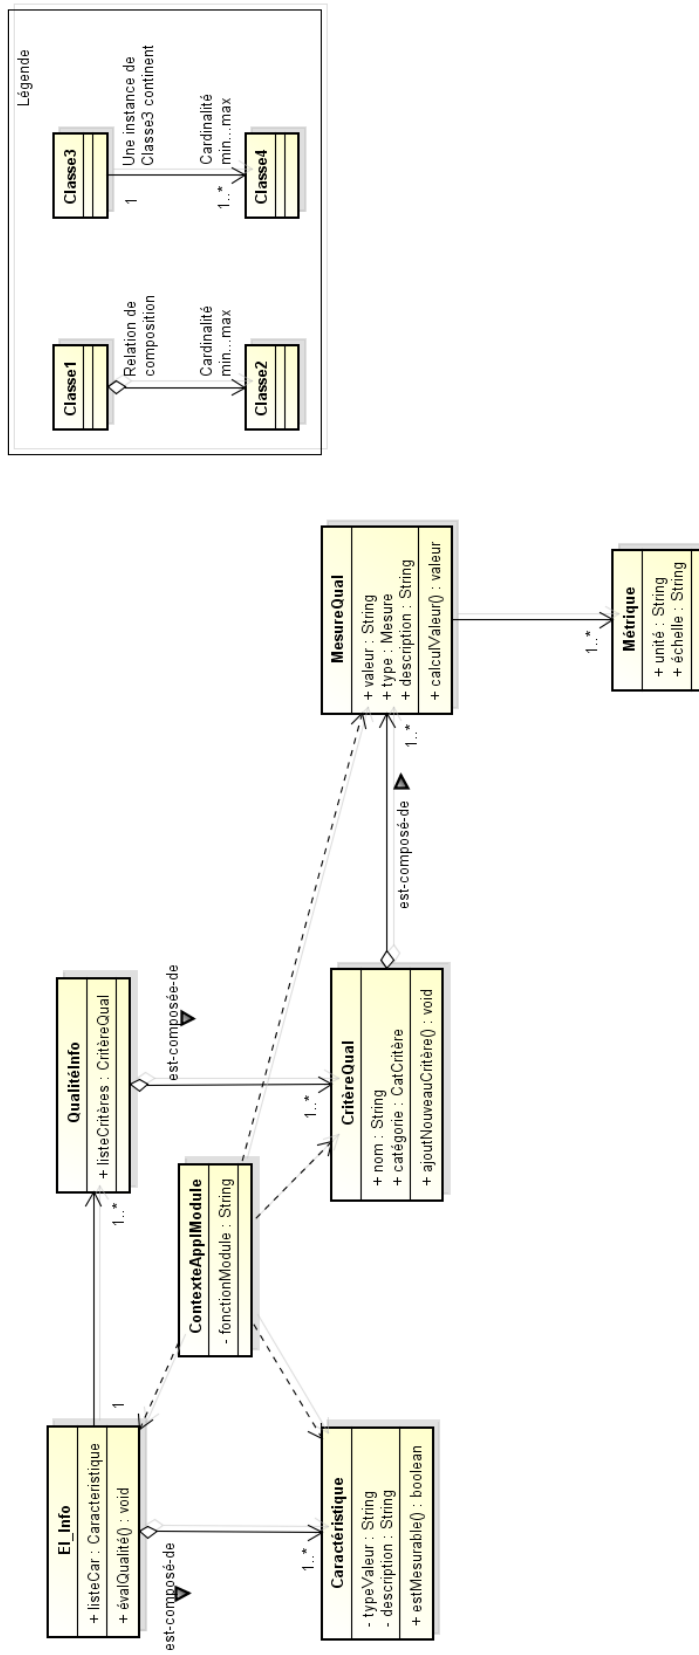 Légende
Classe1
Relation de
composition
Cardinalité
min...max
Classe2
Classe3
Une instance de
Classe3 continent
1
Cardinalité
min...max
1..*
Classe4
El_Info
+ listeCar : Caracteristique
+ évalQualité() : void
1
1..*
QualitéInfo
+ listeCritères : CritèreQual
est-composé-de
1..*
est-composée-de
1..*
ContexteApplModule
- fonctionModule : String
Caractéristique
- typeValeur : String
- description : String
+ estMesurable() : boolean
CritèreQual
+ nom : String
+ catégorie : CatCritère
+ ajoutNouveauCritère() : void
est-composé-de
1..*
MesureQual
+ valeur : String
+ type : Mesure
+ description : String
+ calculValeur() : valeur
1..*
Métrique
+ unité : String
+ échelle : String